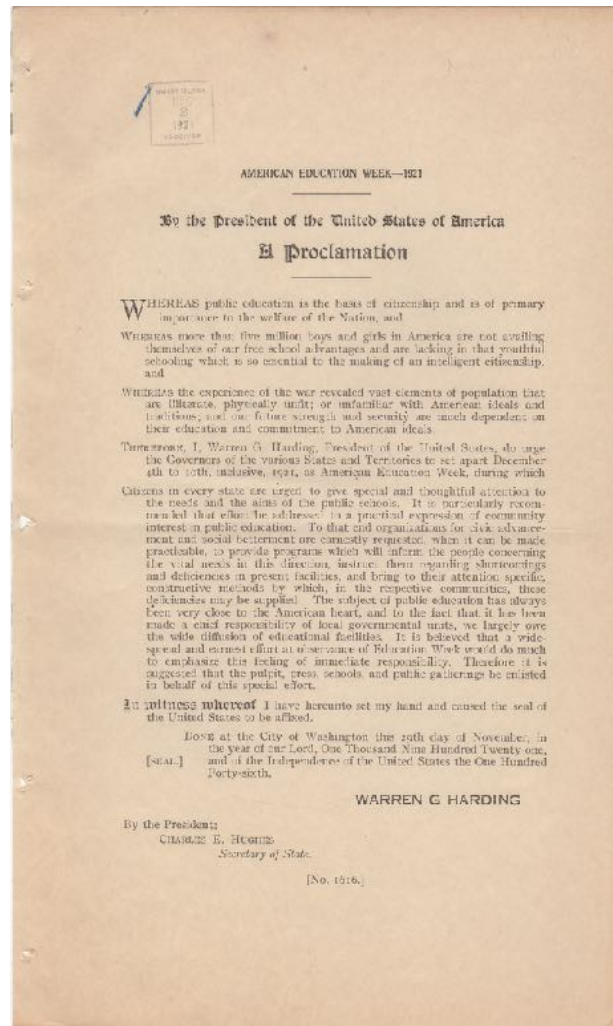 DEC
2
1921
AMERICAN EDUCATION WEEK—1921
By the President of the United States of America
A Proclamation
WHEREAS public education is the basis of citizenship and is of primary
importance to the welfare of the Nation, and
WHEREAS more than five million boys and girls in America are not availing
themselves of our free school advantages and are lacking in that youthful
schooling which is so essential to the making of an intelligent citizenship,
and
WHEREAS the experience of the war revealed vast elements of population that
are illiterate, physically unfit; or unfamiliar with American ideals and
traditions; and our future strength and security are much dependent on
their education and commitment to American ideals
THEREFORE, I, Warren G. Harding, President of the United States, do urge
the Governors of the various States and Territories to set apart December
4th to 10th, inclusive, 1921, as American Education Week, during which
Citizens in every state are urged to give special and thoughtful attention to
the needs and the aims of the public schools. It is particularly recom-
mended that effort be addressed to a practical expression of community
interest in public education. To that end organizations for civic advance-
ment and social betterment are earnestly requested, when it can be made
practicable, to provide programs which will inform the people concerning
the vital needs in this direction, instruct them regarding shortcomings
and deficiencies in present facilities, and bring to their attention specific,
constructive methods by which, in the respective communities, these
deficiencies may be supplied. The subject of public education has always
been very close to the American heart, and to the fact that it has been
made a chief responsibility of local governmental units, we largely owe
the wide diffusion of educational facilities. It is believed that a wide-
spread and earnest effort at observance of Education Week would do much
to emphasize this feeling of immediate responsibility. Therefore it is
suggested that the pulpit, press, schools, and public gatherings be enlisted
in behalf of this special effort.
In witness whereof I have hereunto set my hand and caused the seal of
the United States to be affixed.
DONE at the City of Washington this 29th day of November, in
the year of our Lord, One Thousand Nine Hundred Twenty-one,
[SEAL.] and of the Independence of the United States the One Hundred
Forty-sixth.
WARREN G HARDING
By the President:
CHARLES E. HUGHES
Secretary of State.
[No. 1616.]